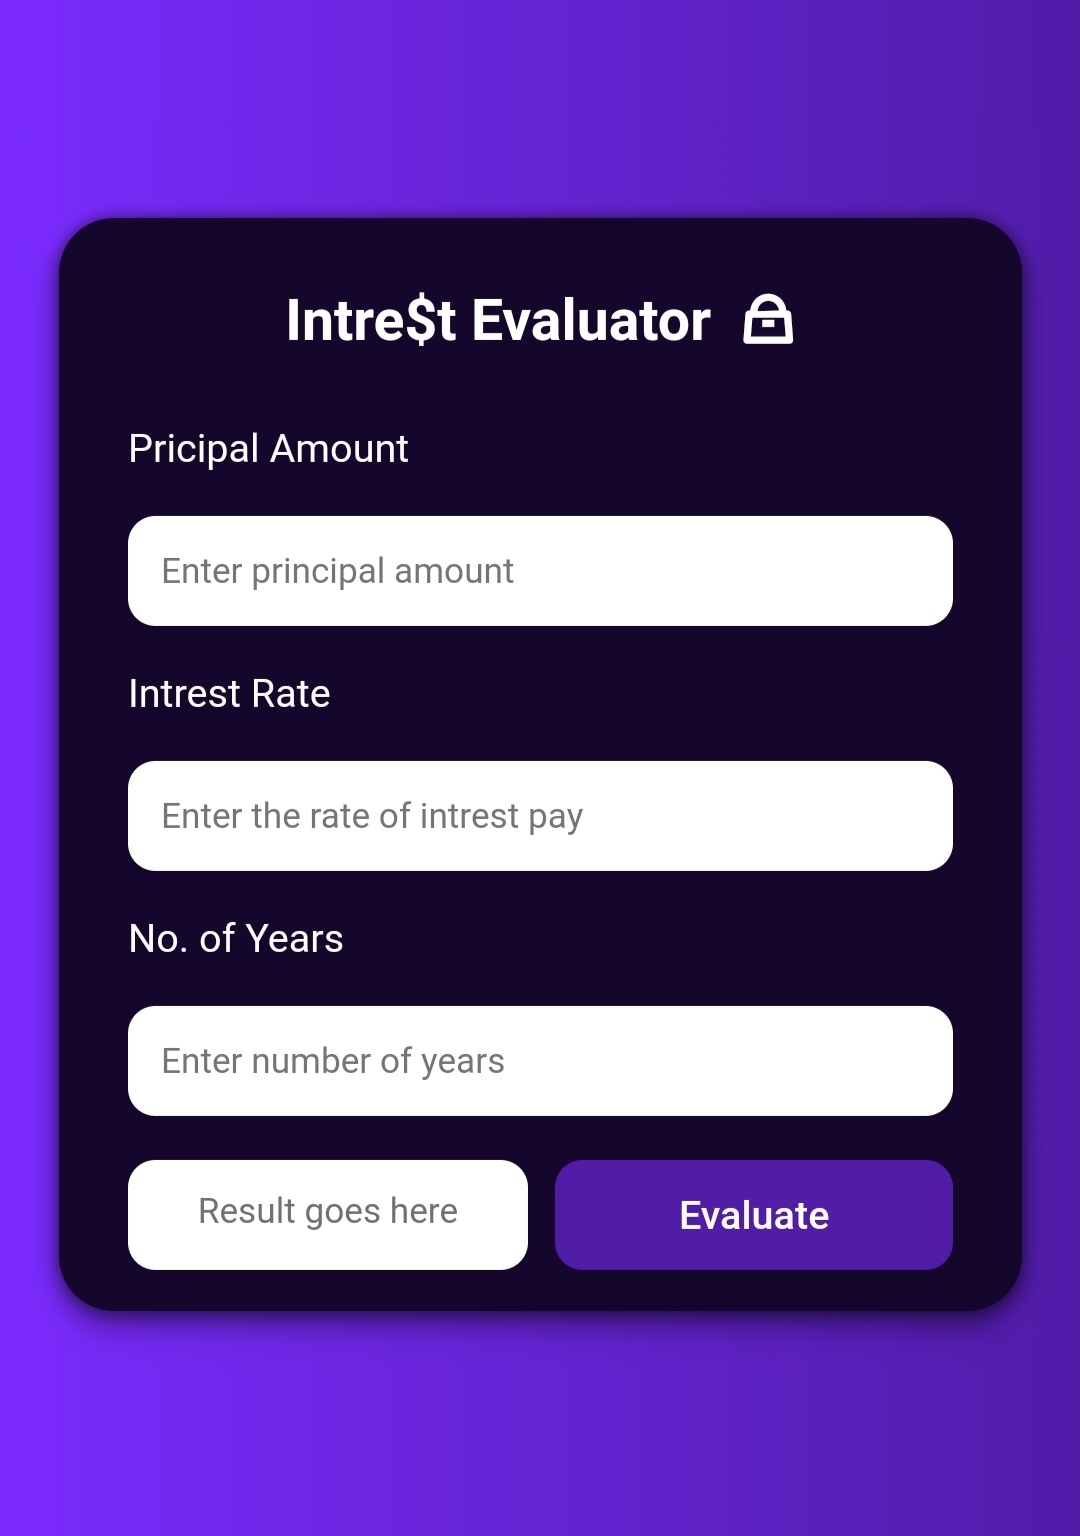 Intre$t Evaluator
Pricipal Amount
Enter principal amount
Intrest Rate
Enter the rate of intrest pay
No. of Years
Enter number of years
Result goes here
Evaluate